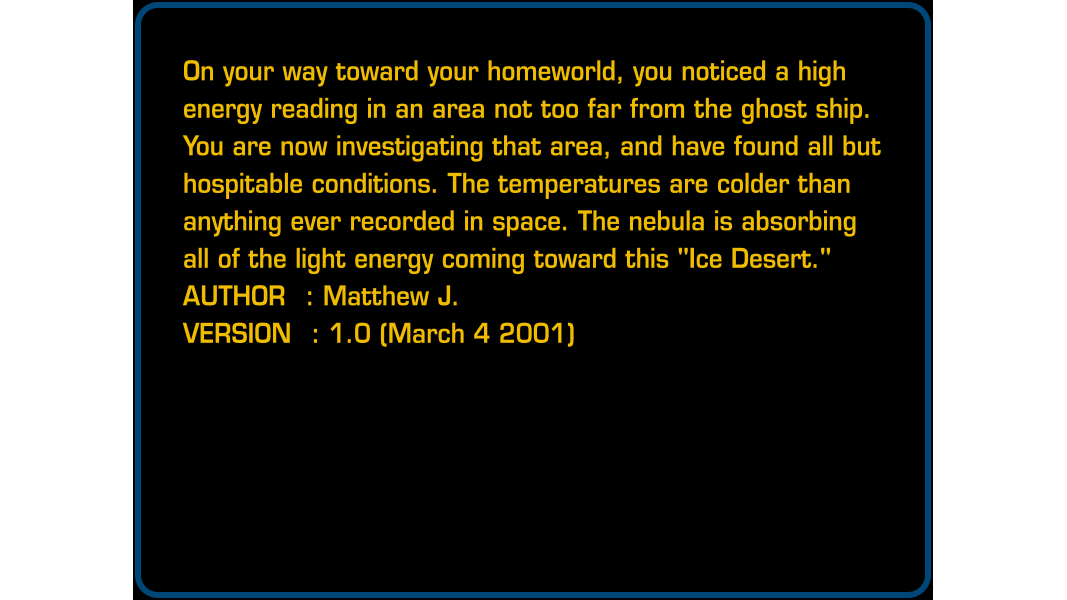 On your way toward your homeworld, you noticed a high
energy reading in an area not too far from the ghost ship.
You are now investigating that area, and have found all but
hospitable conditions. The temperatures are colder than
anything ever recorded in space. The nebula is absorbing
all of the light energy coming toward this "Ice Desert."
AUTHOR : Matthew J.
VERSION : 1.0 (March 4 2001)